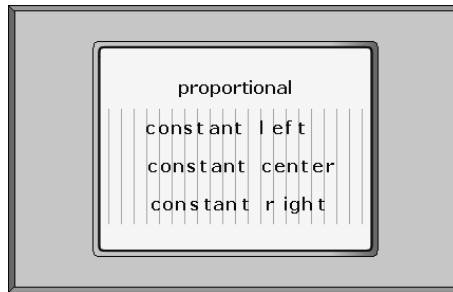 proportional
constant left
constant center
constant right